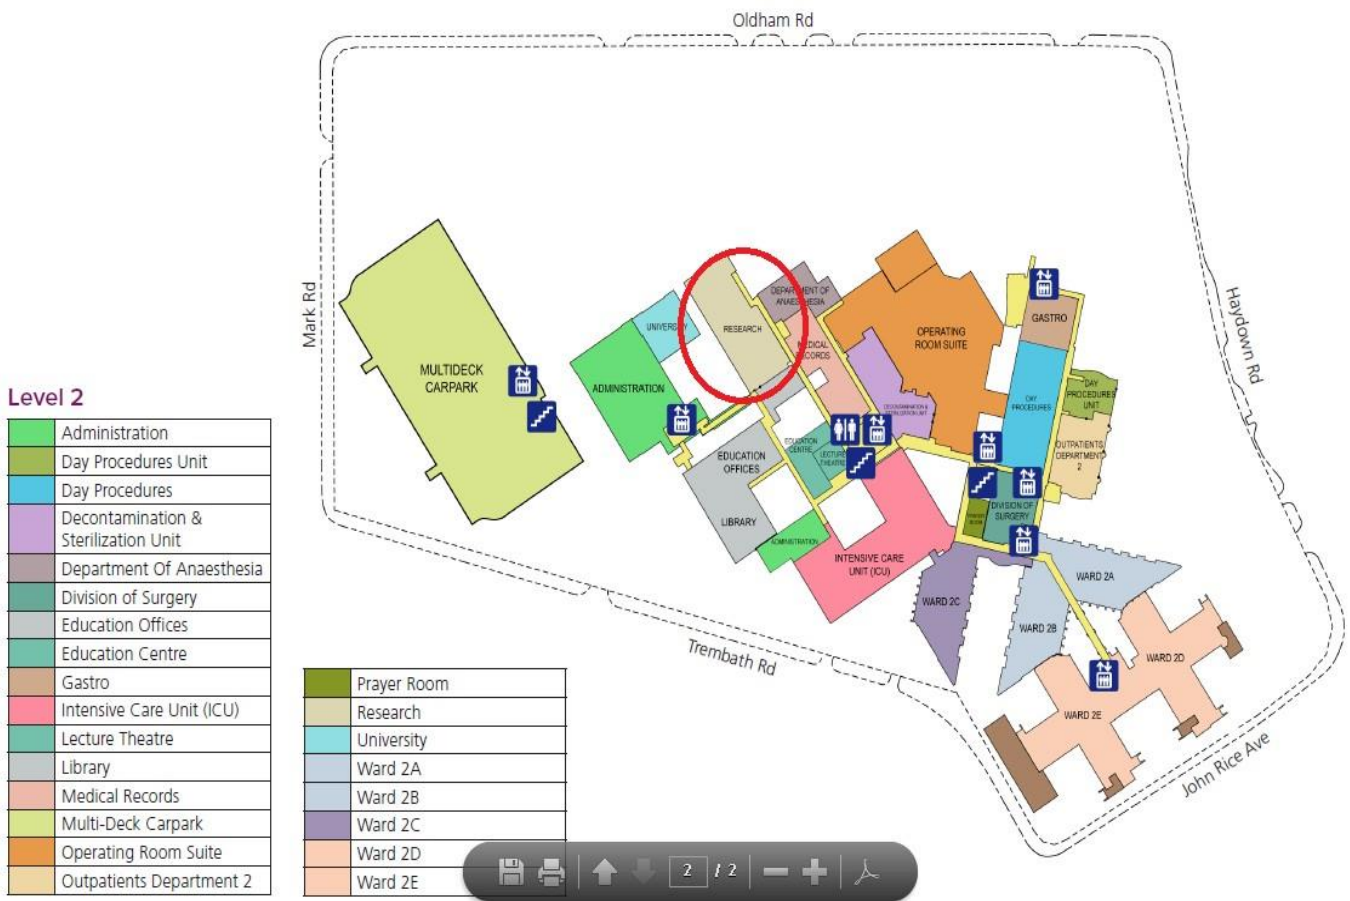 Oldham Rd
Mark Rd
Haydown Rd
Trembath Rd
John Rice Ave
MULTIDECK
CARPARK
UNIVERSITY
ADMINISTRATION
RESEARCH
DEPARTMENT OF
ANAESTHESIA
MEDICAL
RECORDS
OPERATING
ROOM SUITE
GASTRO
DAY
PROCEDURES
DAY
PROCEDURES
UNIT
OUTPATIENTS
DEPARTMENT
2
DECONTAMINATION &
STERILIZATION UNIT
EDUCATION
OFFICES
EDUCATION
CENTRE
LECTURE
THEATRE
LIBRARY
ADMINISTRATION
INTENSIVE CARE
UNIT (ICU)
PRAYER
ROOM
DIVISION OF
SURGERY
WARD 2A
WARD 2B
WARD 2C
WARD 2D
WARD 2E
Level 2
Administration
Day Procedures Unit
Day Procedures
Decontamination &
Sterilization Unit
Department Of Anaesthesia
Division of Surgery
Education Offices
Education Centre
Gastro
Intensive Care Unit (ICU)
Lecture Theatre
Library
Medical Records
Multi-Deck Carpark
Operating Room Suite
Outpatients Department 2
Prayer Room
Research
University
Ward 2A
Ward 2B
Ward 2C
Ward 2D
Ward 2E
2 / 2